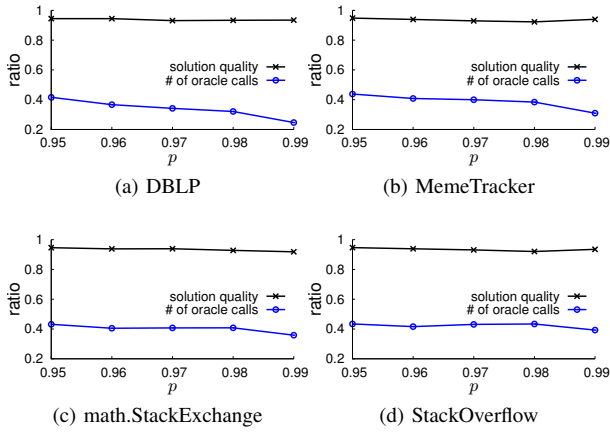 1
0.8
0.6
0.4
0.2
ratio
solution quality
# of oracle calls
0.95 0.96 0.97 0.98 0.99
p
(a) DBLP
1
0.8
0.6
0.4
0.2
ratio
solution quality
# of oracle calls
0.95 0.96 0.97 0.98 0.99
p
(b) MemeTracker
1
0.8
0.6
0.4
0.2
ratio
solution quality
# of oracle calls
0.95 0.96 0.97 0.98 0.99
p
(c) math.StackExchange
1
0.8
0.6
0.4
0.2
ratio
solution quality
# of oracle calls
0.95 0.96 0.97 0.98 0.99
p
(d) StackOverflow